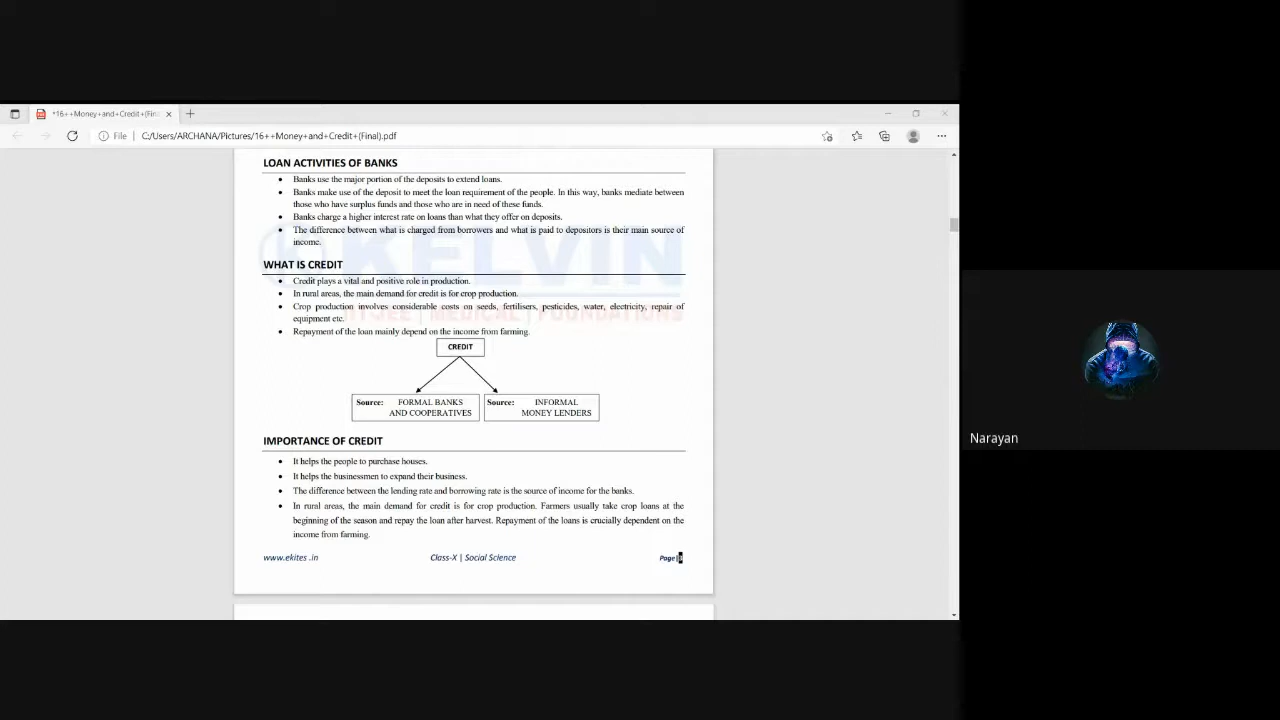 *16++Money+and+Credit+(Fin
File
C:/Users/ARCHANA/Pictures/16++Money+and+Credit+(Final).pdf
LOAN ACTIVITIES OF BANKS
• Banks use the major portion of the deposits to extend loans.
• Banks make use of the deposit to meet the loan requirement of the people. In this way, banks mediate between
those who have surplus funds and those who are in need of these funds.
• Banks charge a higher interest rate on loans than what they offer on deposits.
• The difference between what is charged from borrowers and what is paid to depositors is their main source of
income.
KELVIN
WHAT IS CREDIT
• Credit plays a vital and positive role in production.
• In rural areas, the main demand for credit is for crop production.
• Crop production involves considerable costs on seeds, fertilisers, pesticides, water, electricity, repair of
equipment etc.
IIT-JEE | MEDICAL | FOUNDATIONS
• Repayment of the loan mainly depend on the income from farming.
CREDIT
Source: FORMAL BANKS
AND COOPERATIVES
Source: INFORMAL
MONEY LENDERS
IMPORTANCE OF CREDIT
• It helps the people to purchase houses.
• It helps the businessmen to expand their business.
• The difference between the lending rate and borrowing rate is the source of income for the banks.
• In rural areas, the main demand for credit is for crop production. Farmers usually take crop loans at the
beginning of the season and repay the loan after harvest. Repayment of the loans is crucially dependent on the
income from farming.
www.ekites .in
Class-X | Social Science
Page|
Narayan